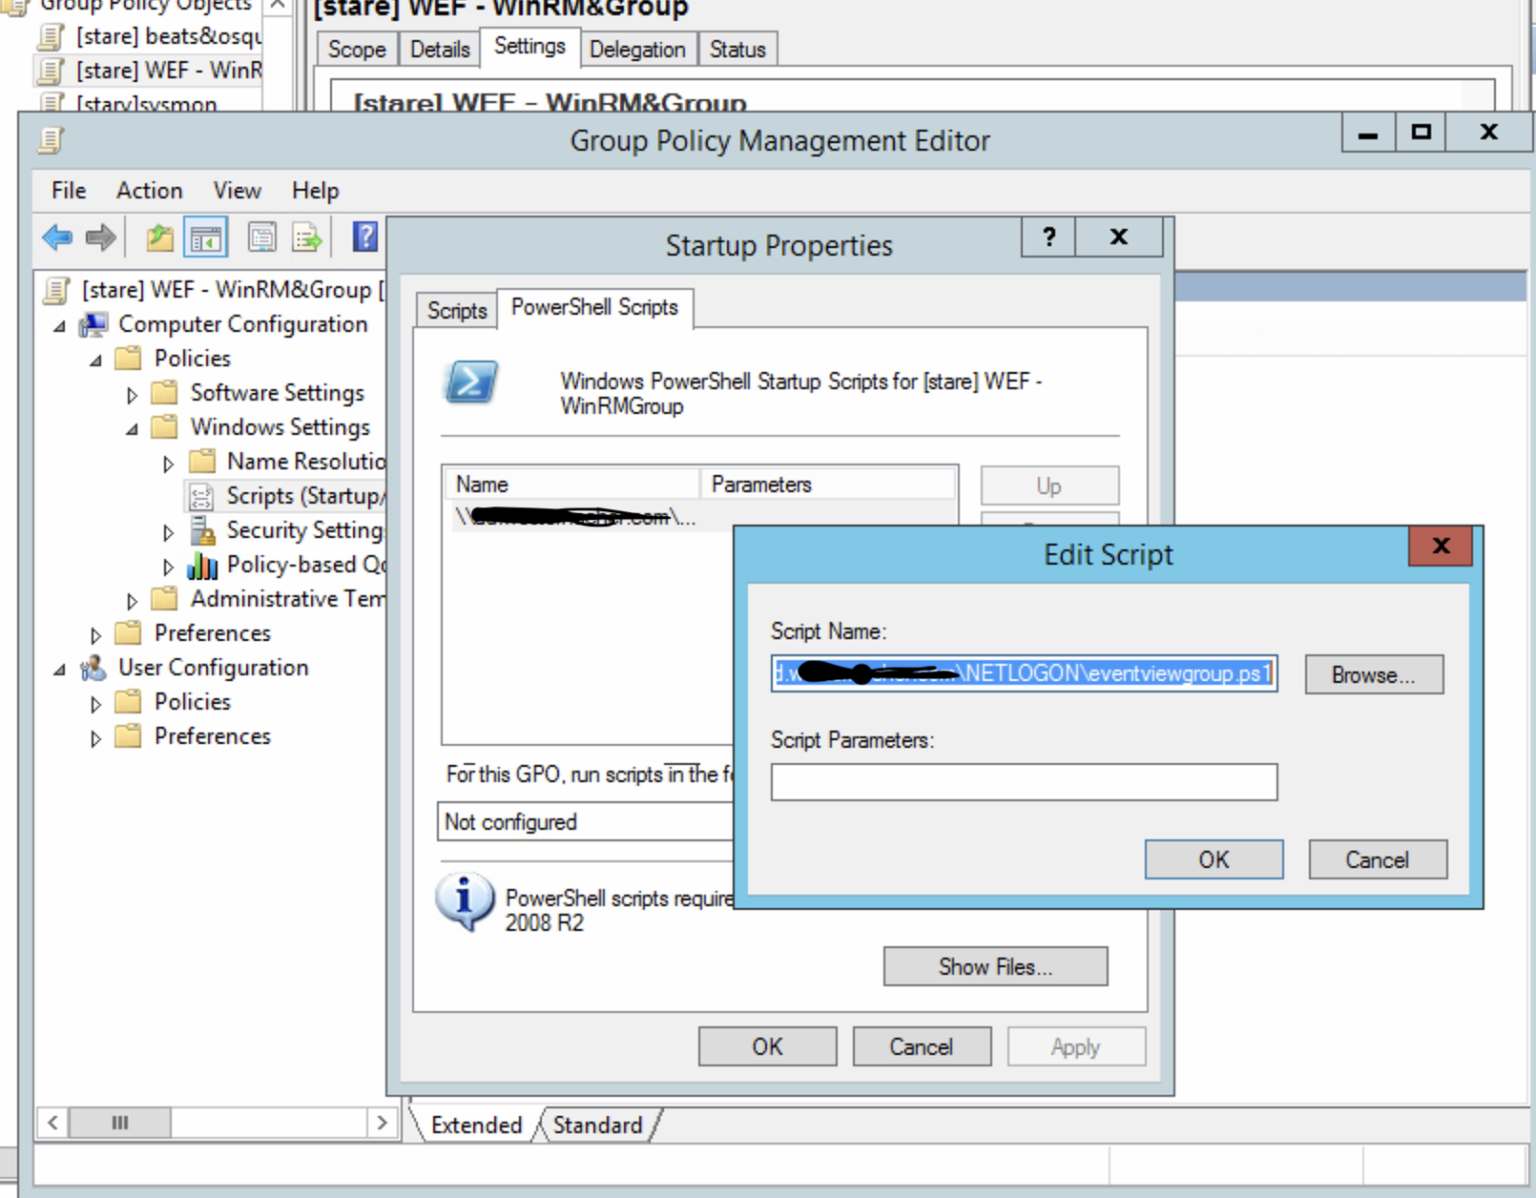 Group Policy Objects
[stare] beats&osqu
[stare] WEF - WinR
[stary]sysmon
[stare] WEF - WinRM&Group
Scope Details Settings Delegation Status
[stare] WEF - WinRM&Group
Group Policy Management Editor
File Action View Help
[stare] WEF - WinRM&Group [
Computer Configuration
Policies
Software Settings
Windows Settings
Name Resolutio
Scripts (Startup/
Security Setting
Policy-based Qo
Administrative Tem
Preferences
User Configuration
Policies
Preferences
Startup Properties
Scripts PowerShell Scripts
Windows PowerShell Startup Scripts for [stare] WEF -
WinRMGroup
Name Parameters
Up
For this GPO, run scripts in the fo
Not configured
PowerShell scripts require
2008 R2
Show Files...
OK Cancel Apply
Edit Script
Script Name:
\NETLOGON\eventviewgroup.ps1
Browse...
Script Parameters:
OK Cancel
Extended Standard